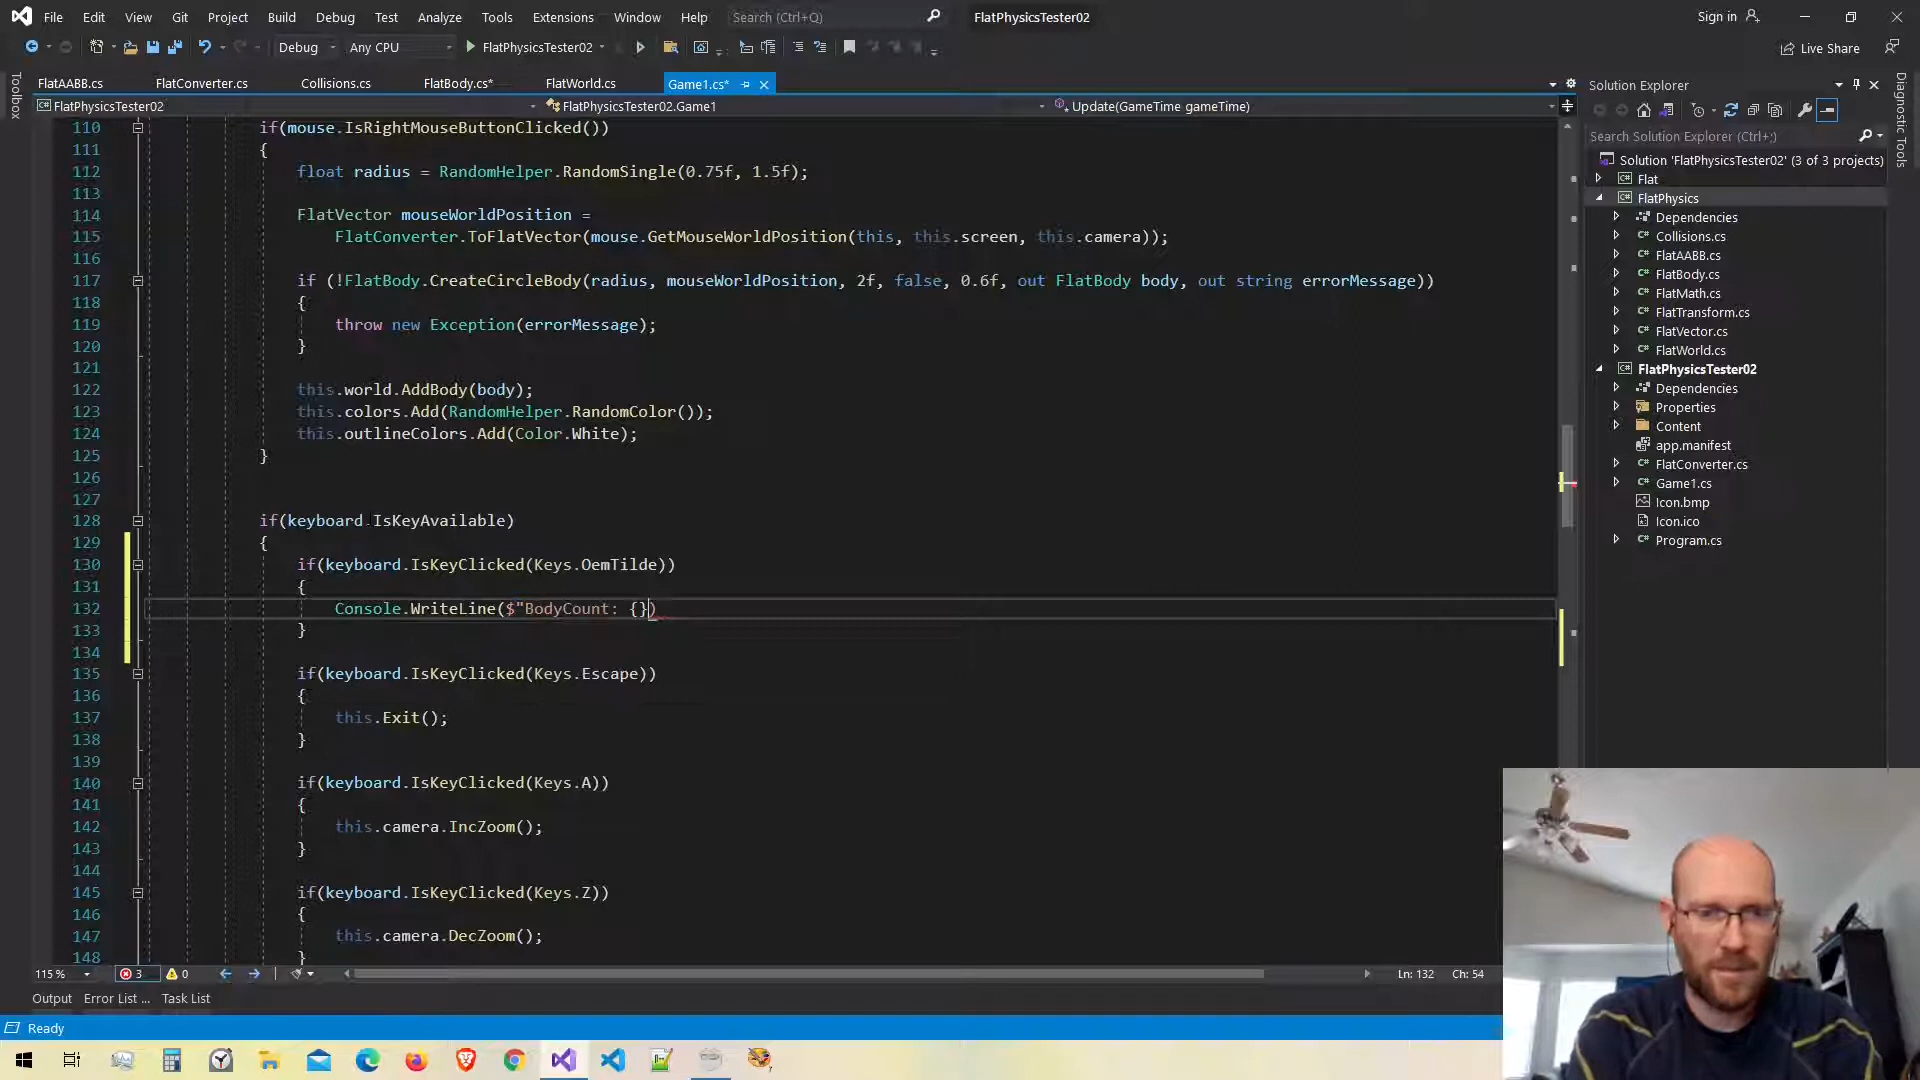 File Edit View Git Project Build Debug Test Analyze Tools Extensions Window Help Search (Ctrl+Q) FlatPhysicsTester02 Sign in
Debug Any CPU FlatPhysicsTester02 Live Share
FlatAABB.cs FlatConverter.cs Collisions.cs FlatBody.cs* FlatWorld.cs Game1.cs*
FlatPhysicsTester02 FlatPhysicsTester02.Game1 Update(GameTime gameTime)
Toolbox
110 if(mouse.IsRightMouseButtonClicked())
111 {
112 float radius = RandomHelper.RandomSingle(0.75f, 1.5f);
113
114 FlatVector mouseWorldPosition =
115 FlatConverter.ToFlatVector(mouse.GetMouseWorldPosition(this, this.screen, this.camera));
116
117 if (!FlatBody.CreateCircleBody(radius, mouseWorldPosition, 2f, false, 0.6f, out FlatBody body, out string errorMessage))
118 {
119 throw new Exception(errorMessage);
120 }
121
122 this.world.AddBody(body);
123 this.colors.Add(RandomHelper.RandomColor());
124 this.outlineColors.Add(Color.White);
125 }
126
127
128 if(keyboard.IsKeyAvailable)
129 {
130 if(keyboard.IsKeyClicked(Keys.OemTilde))
131 {
132 Console.WriteLine($"BodyCount: {})
133 }
134
135 if(keyboard.IsKeyClicked(Keys.Escape))
136 {
137 this.Exit();
138 }
139
140 if(keyboard.IsKeyClicked(Keys.A))
141 {
142 this.camera.IncZoom();
143 }
144
145 if(keyboard.IsKeyClicked(Keys.Z))
146 {
147 this.camera.DecZoom();
148 }
115 % 3 0 Ln: 132 Ch: 54
Output Error List ... Task List
Ready
Solution Explorer
Search Solution Explorer (Ctrl+;)
Solution 'FlatPhysicsTester02' (3 of 3 projects)
Flat
FlatPhysics
Dependencies
Collisions.cs
FlatAABB.cs
FlatBody.cs
FlatMath.cs
FlatTransform.cs
FlatVector.cs
FlatWorld.cs
FlatPhysicsTester02
Dependencies
Properties
Content
app.manifest
FlatConverter.cs
Game1.cs
Icon.bmp
Icon.ico
Program.cs
Diagnostic Tools